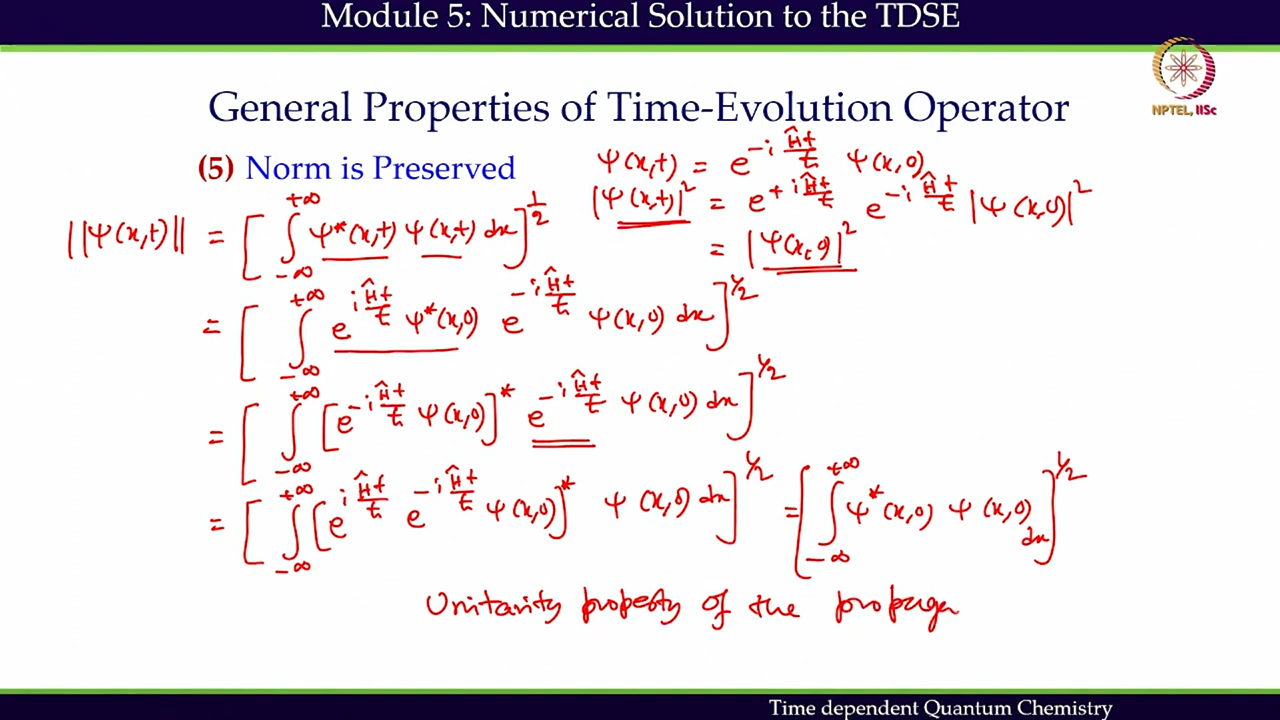 Module 5: Numerical Solution to the TDSE
NPTEL, IISc
General Properties of Time-Evolution Operator
(5) Norm is Preserved
ψ(x,t) = e^{-iĤt/ħ} ψ(x,0)
|ψ(x,t)|² = e^{+iĤt/ħ} e^{-iĤt/ħ} |ψ(x,0)|²
= |ψ(x,0)|²
||ψ(x,t)|| = [ ∫_{-∞}^{+∞} ψ*(x,t) ψ(x,t) dx ]^{1/2}
= [ ∫_{-∞}^{+∞} e^{iĤt/ħ} ψ*(x,0) e^{-iĤt/ħ} ψ(x,0) dx ]^{1/2}
= [ ∫_{-∞}^{+∞} [e^{-iĤt/ħ} ψ(x,0)]* e^{-iĤt/ħ} ψ(x,0) dx ]^{1/2}
= [ ∫_{-∞}^{+∞} [e^{iĤt/ħ} e^{-iĤt/ħ} ψ(x,0)]* ψ(x,0) dx ]^{1/2} = [ ∫_{-∞}^{+∞} ψ*(x,0) ψ(x,0) dx ]^{1/2}
Unitarity property of the propaga
Time dependent Quantum Chemistry